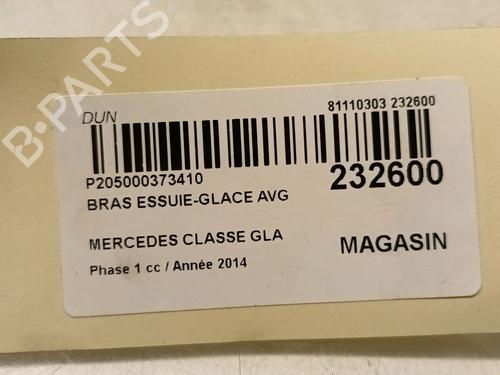 B-PARTS
DUN
81110303 232600
P205000373410
232600
BRAS ESSUIE-GLACE AVG
MERCEDES CLASSE GLA
MAGASIN
Phase 1 cc / Année 2014